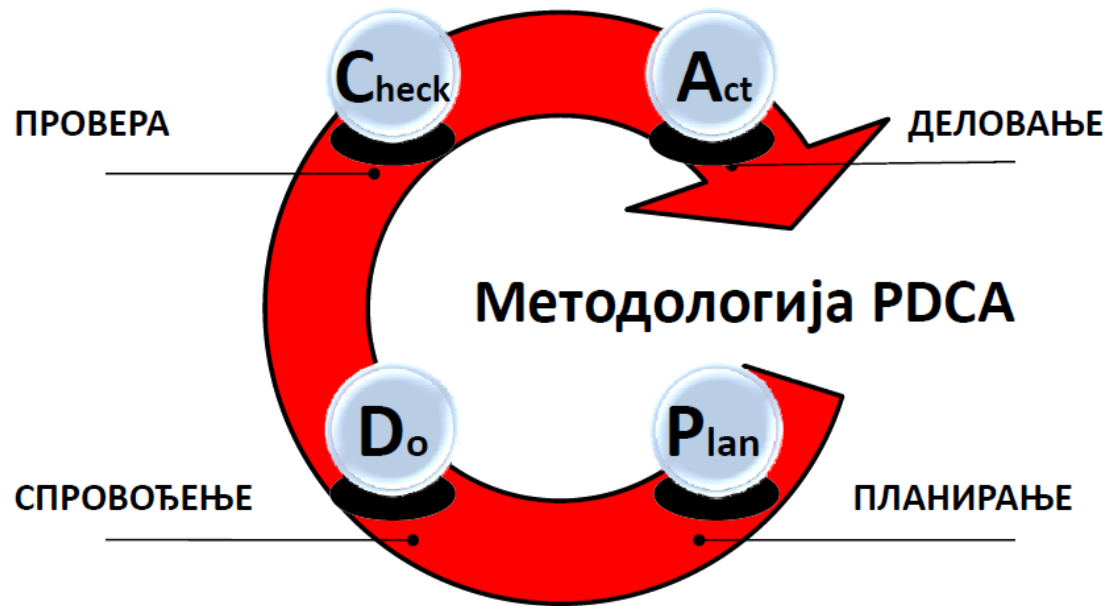 Check
Act
ПРОВЕРА
ДЕЛОВАЊЕ
Методологија PDCA
Do
Plan
СПРОВОЂЕЊЕ
ПЛАНИРАЊЕ